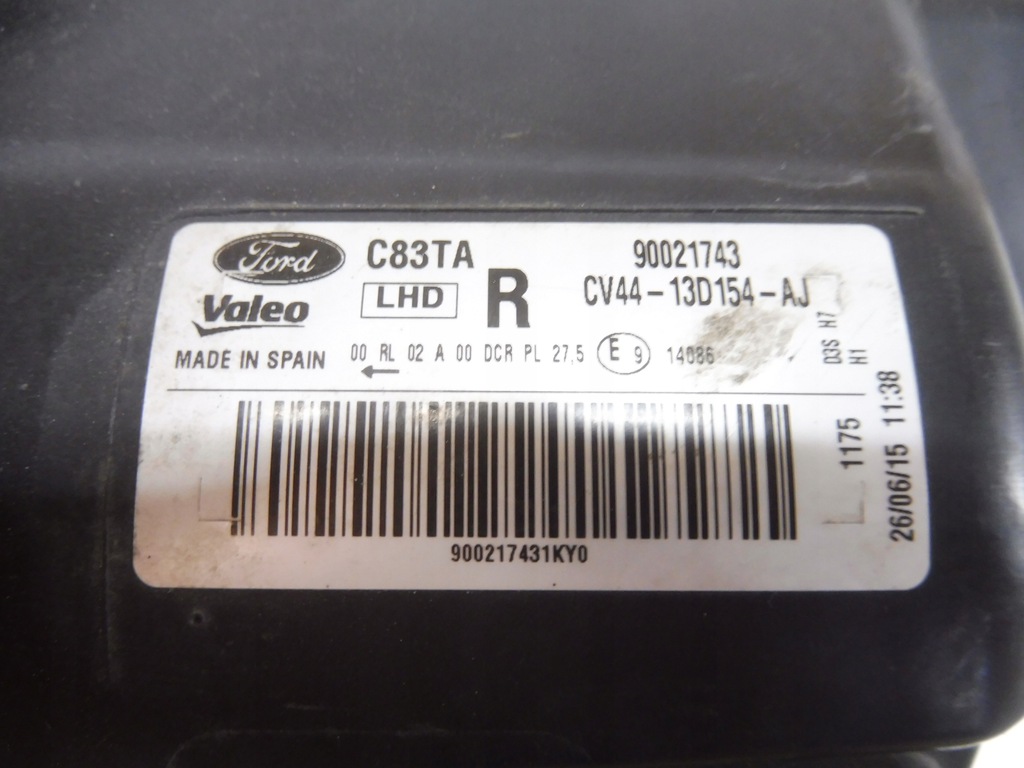 Ford C83TA 90021743
Valeo LHD R CV44-13D154-AJ
MADE IN SPAIN 00 RL 02 A 00 DCR PL 27,5 E 9 14086
D3S H7
H1
1175
26/06/15 11:38
900217431KY0